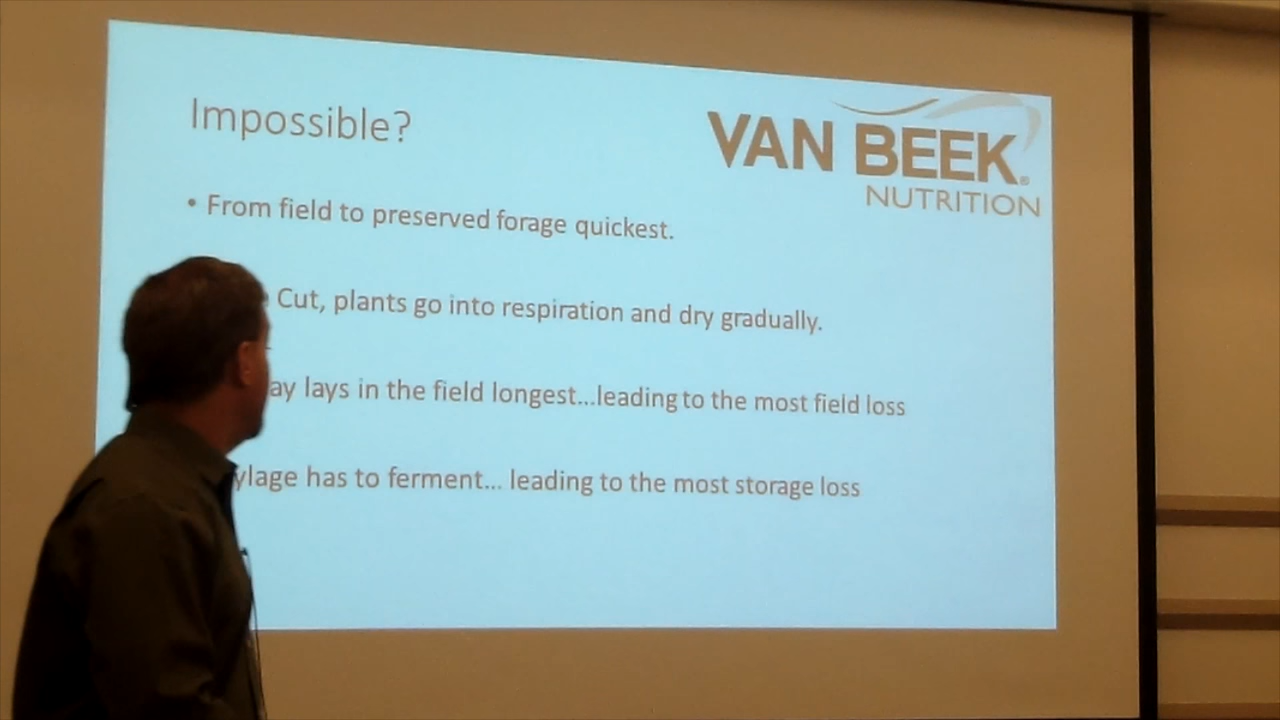 Impossible?
VAN BEEK®
NUTRITION
• From field to preserved forage quickest.
Cut, plants go into respiration and dry gradually.
lays in the field longest...leading to the most field loss
has to ferment... leading to the most storage loss